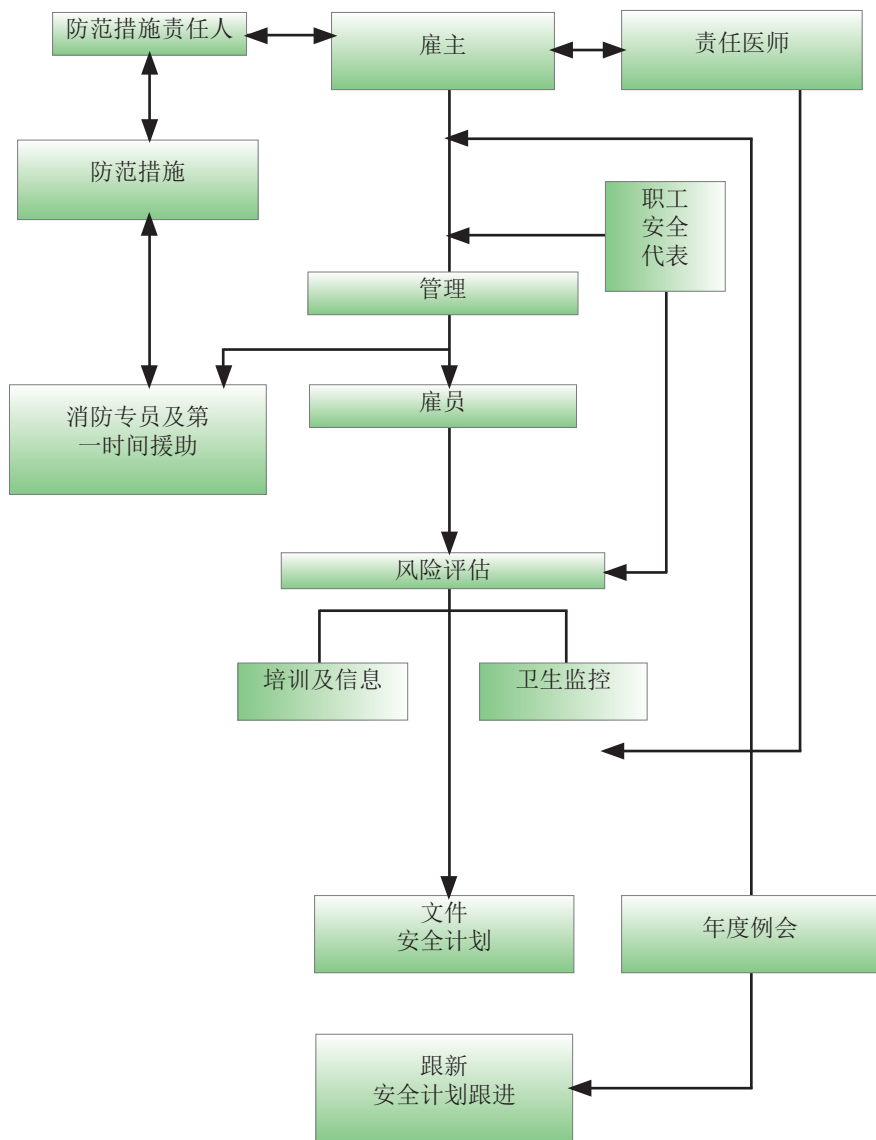 防范措施责任人
雇主
责任医师
防范措施
职工
安全
代表
管理
消防专员及第
一时间援助
雇员
风险评估
培训及信息
卫生监控
文件
安全计划
年度例会
跟新
安全计划跟进